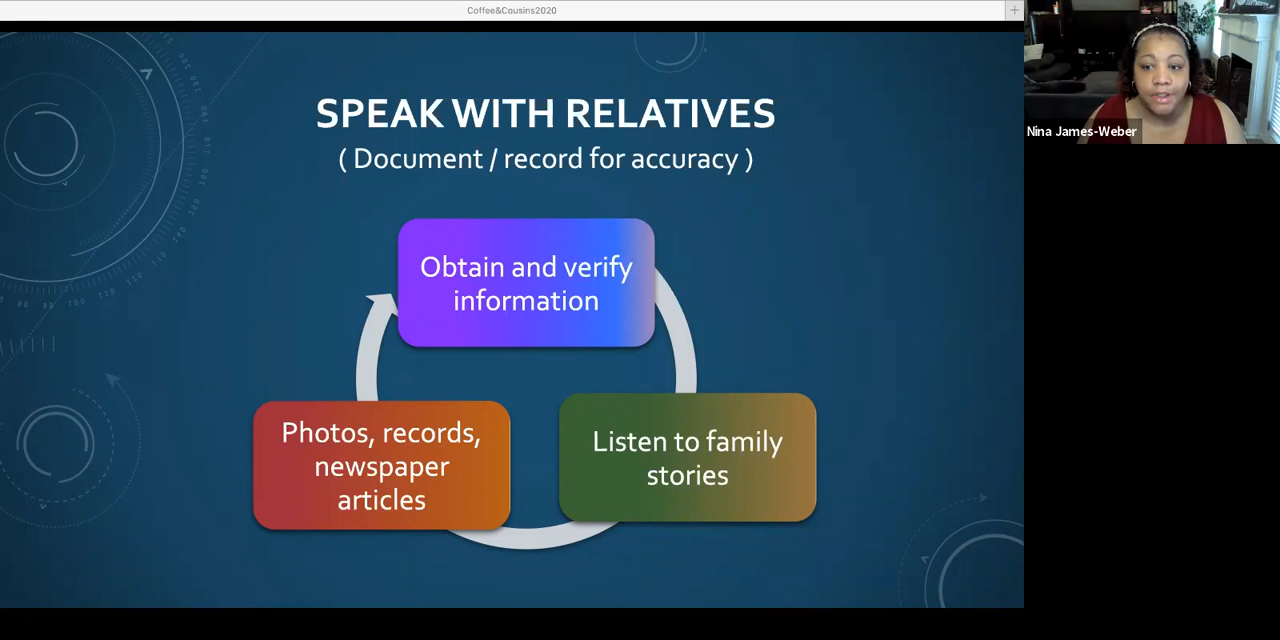 Coffee&Cousins2020
+
SPEAK WITH RELATIVES
( Document / record for accuracy )
Obtain and verify
information
Photos, records,
newspaper
articles
Listen to family
stories
Nina James-Weber